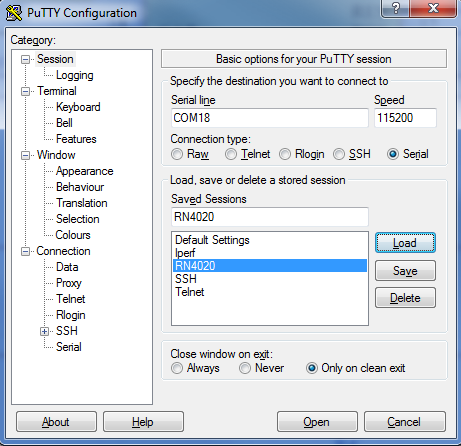 PuTTY Configuration
Category:
Session
Logging
Terminal
Keyboard
Bell
Features
Window
Appearance
Behaviour
Translation
Selection
Colours
Connection
Data
Proxy
Telnet
Rlogin
SSH
Serial
Basic options for your PuTTY session
Specify the destination you want to connect to
Serial line Speed
COM18 115200
Connection type:
Raw Telnet Rlogin SSH Serial
Load, save or delete a stored session
Saved Sessions
RN4020
Default Settings
Iperf
RN4020
SSH
Telnet
Load
Save
Delete
Close window on exit:
Always Never Only on clean exit
About Help Open Cancel